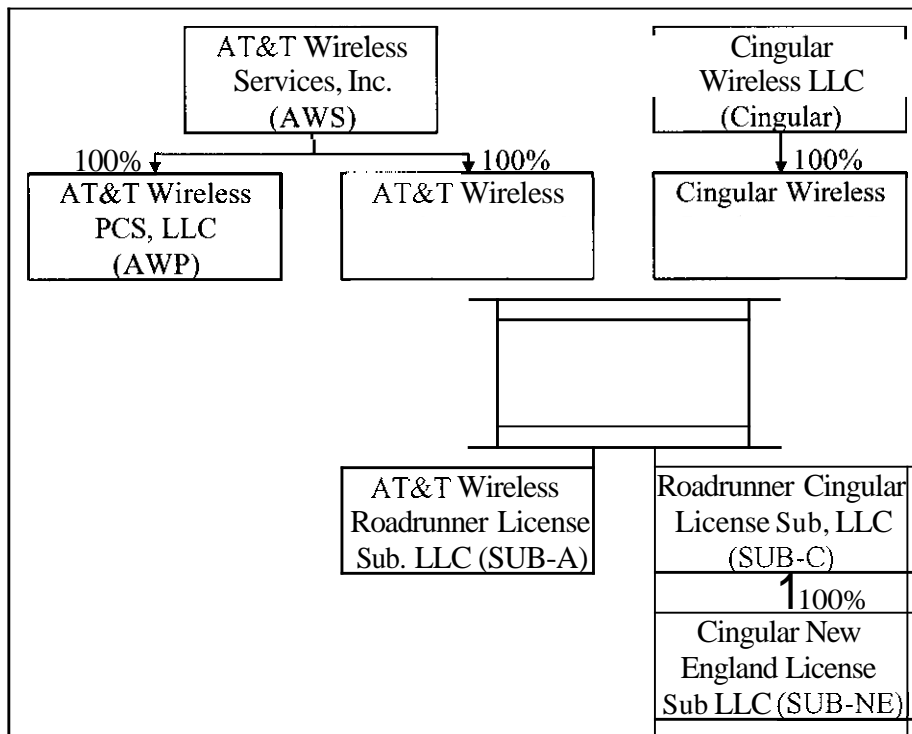 AT&T Wireless
Services, Inc.
(AWS)
Cingular
Wireless LLC
(Cingular)
100%
100%
100%
AT&T Wireless
PCS, LLC
(AWP)
AT&T Wireless
Cingular Wireless
AT&T Wireless
Roadrunner License
Sub. LLC (SUB-A)
Roadrunner Cingular
License Sub, LLC
(SUB-C)
1100%
Cingular New
England License
Sub LLC (SUB-NE)